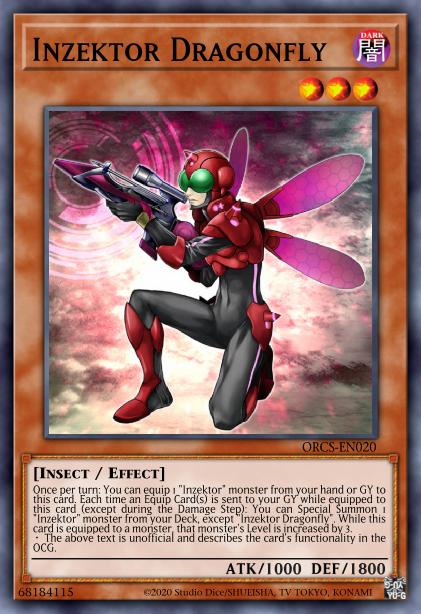 INZEKTOR DRAGONFLY
DARK
闇
ORCS-EN020
[INSECT / EFFECT]
Once per turn: You can equip 1 "Inzektor" monster from your hand or GY to
this card. Each time an Equip Card(s) is sent to your GY while equipped to
this card (except during the Damage Step): You can Special Summon 1
"Inzektor" monster from your Deck, except "Inzektor Dragonfly". While this
card is equipped to a monster, that monster's Level is increased by 3.
· The above text is unofficial and describes the card's functionality in the
OCG.
ATK/1000 DEF/1800
68184115
©2020 Studio Dice/SHUEISHA, TV TOKYO, KONAMI